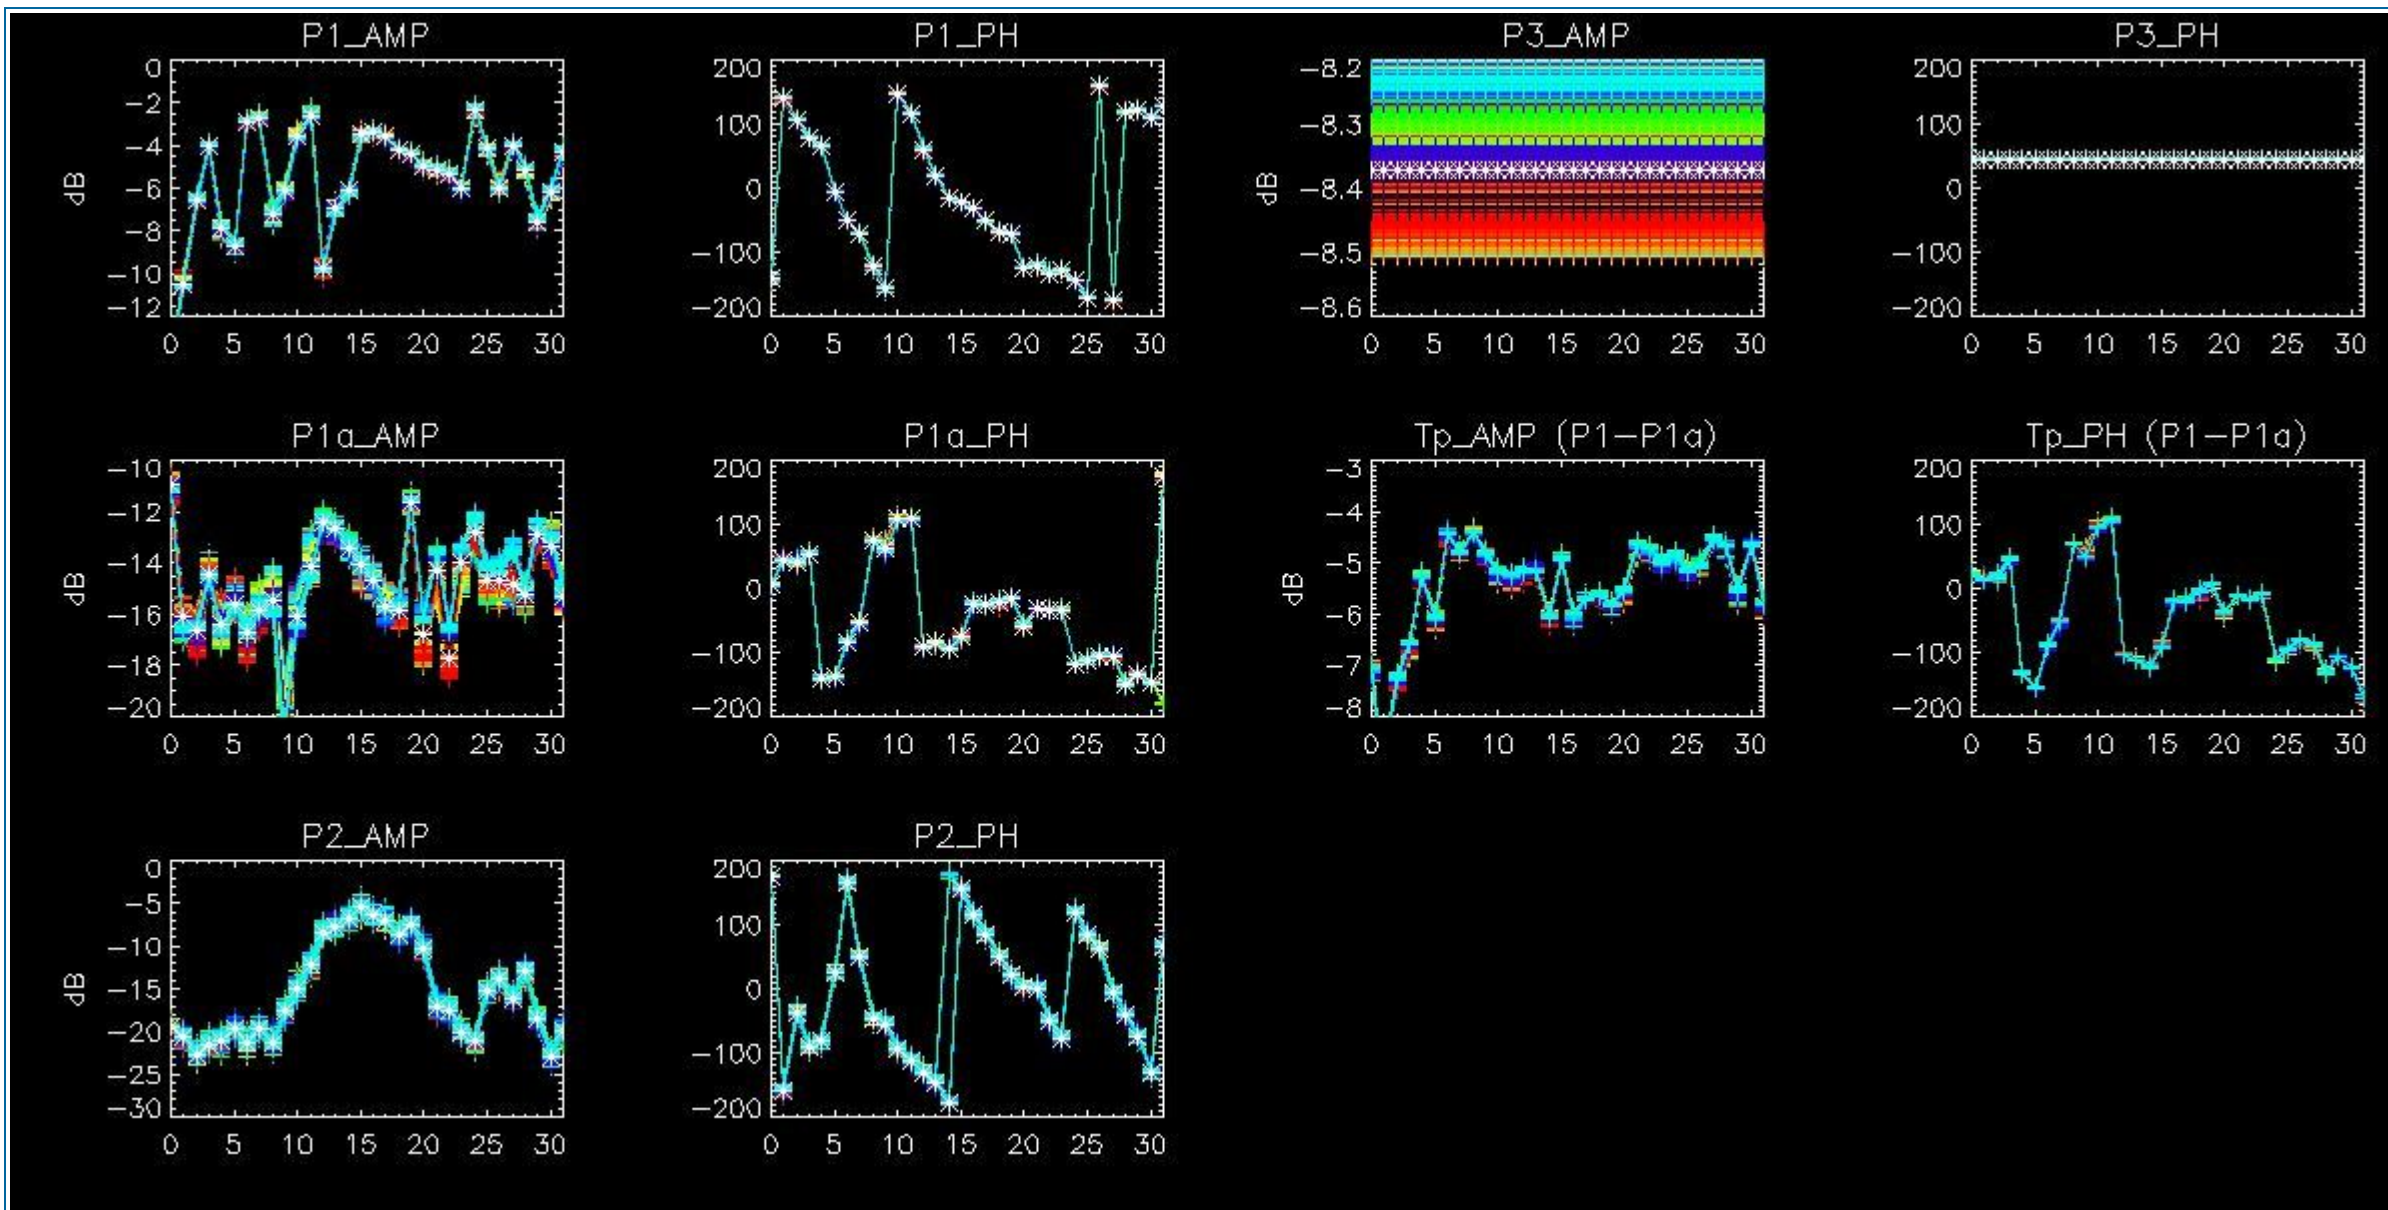 P1_AMP
0
−2
−4
−6
−8
−10
−12
dB
0 5 10 15 20 25 30
P1_PH
200
100
0
−100
−200
0 5 10 15 20 25 30
P3_AMP
−8.2
−8.3
−8.4
−8.5
−8.6
dB
0 5 10 15 20 25 30
P3_PH
200
100
0
−100
−200
0 5 10 15 20 25 30
P1a_AMP
−10
−12
−14
−16
−18
−20
dB
0 5 10 15 20 25 30
P1a_PH
200
100
0
−100
−200
0 5 10 15 20 25 30
Tp_AMP (P1−P1a)
−3
−4
−5
−6
−7
−8
dB
0 5 10 15 20 25 30
Tp_PH (P1−P1a)
200
100
0
−100
−200
0 5 10 15 20 25 30
P2_AMP
0
−5
−10
−15
−20
−25
−30
dB
0 5 10 15 20 25 30
P2_PH
200
100
0
−100
−200
0 5 10 15 20 25 30